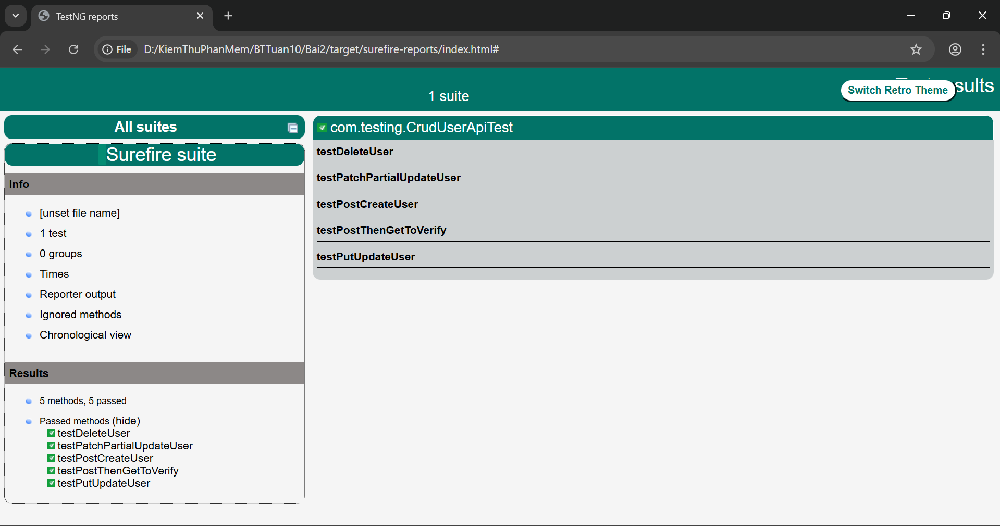 TestNG reports
File D:/KiemThuPhanMem/BTTuan10/Bai2/target/surefire-reports/index.html#
1 suite
Switch Retro Theme
All suites
Surefire suite
Info
[unset file name]
1 test
0 groups
Times
Reporter output
Ignored methods
Chronological view
Results
5 methods, 5 passed
Passed methods (hide)
testDeleteUser
testPatchPartialUpdateUser
testPostCreateUser
testPostThenGetToVerify
testPutUpdateUser
com.testing.CrudUserApiTest
testDeleteUser
testPatchPartialUpdateUser
testPostCreateUser
testPostThenGetToVerify
testPutUpdateUser